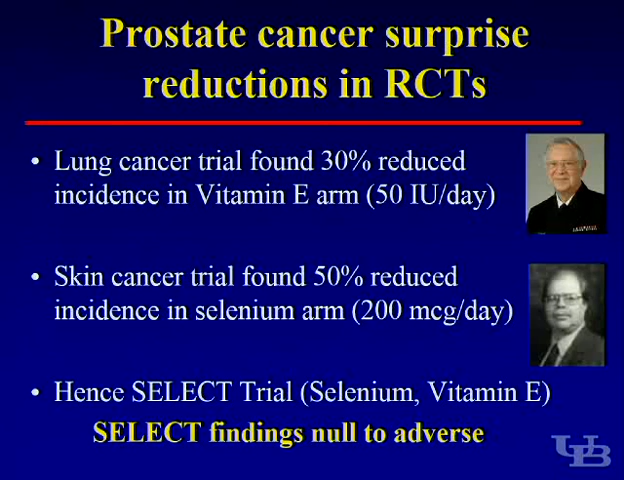 Prostate cancer surprise
reductions in RCTs
• Lung cancer trial found 30% reduced
incidence in Vitamin E arm (50 IU/day)
• Skin cancer trial found 50% reduced
incidence in selenium arm (200 mcg/day)
• Hence SELECT Trial (Selenium, Vitamin E)
SELECT findings null to adverse
UB